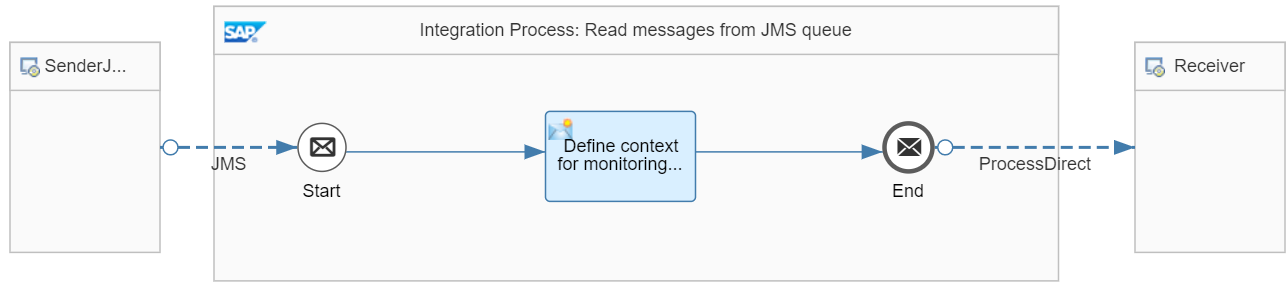 SAP
Integration Process: Read messages from JMS queue
SenderJ...
Receiver
Define context
for monitoring...
JMS
ProcessDirect
Start
End